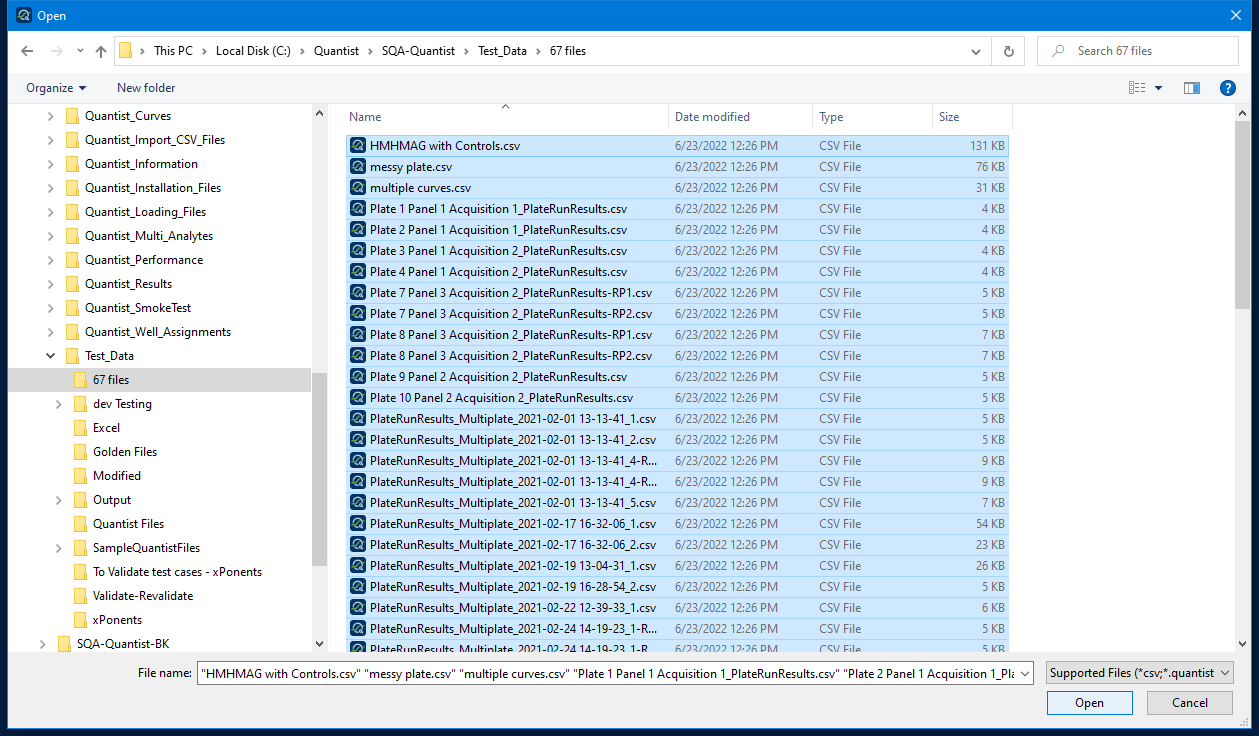 Open
This PC > Local Disk (C:) > Quantist > SQA-Quantist > Test_Data > 67 files
Search 67 files
Organize
New folder
Quantist_Curves
Quantist_Import_CSV_Files
Quantist_Information
Quantist_Installation_Files
Quantist_Loading_Files
Quantist_Multi_Analytes
Quantist_Performance
Quantist_Results
Quantist_SmokeTest
Quantist_Well_Assignments
Test_Data
67 files
dev Testing
Excel
Golden Files
Modified
Output
Quantist Files
SampleQuantistFiles
To Validate test cases - xPonents
Validate-Revalidate
xPonents
SQA-Quantist-BK
Name Date modified Type Size
HMHMAG with Controls.csv 6/23/2022 12:26 PM CSV File 131 KB
messy plate.csv 6/23/2022 12:26 PM CSV File 76 KB
multiple curves.csv 6/23/2022 12:26 PM CSV File 31 KB
Plate 1 Panel 1 Acquisition 1_PlateRunResults.csv 6/23/2022 12:26 PM CSV File 4 KB
Plate 2 Panel 1 Acquisition 1_PlateRunResults.csv 6/23/2022 12:26 PM CSV File 4 KB
Plate 3 Panel 1 Acquisition 2_PlateRunResults.csv 6/23/2022 12:26 PM CSV File 4 KB
Plate 4 Panel 1 Acquisition 2_PlateRunResults.csv 6/23/2022 12:26 PM CSV File 4 KB
Plate 7 Panel 3 Acquisition 2_PlateRunResults-RP1.csv 6/23/2022 12:26 PM CSV File 5 KB
Plate 7 Panel 3 Acquisition 2_PlateRunResults-RP2.csv 6/23/2022 12:26 PM CSV File 5 KB
Plate 8 Panel 3 Acquisition 2_PlateRunResults-RP1.csv 6/23/2022 12:26 PM CSV File 7 KB
Plate 8 Panel 3 Acquisition 2_PlateRunResults-RP2.csv 6/23/2022 12:26 PM CSV File 7 KB
Plate 9 Panel 2 Acquisition 2_PlateRunResults.csv 6/23/2022 12:26 PM CSV File 5 KB
Plate 10 Panel 2 Acquisition 2_PlateRunResults.csv 6/23/2022 12:26 PM CSV File 5 KB
PlateRunResults_Multiplate_2021-02-01 13-13-41_1.csv 6/23/2022 12:26 PM CSV File 5 KB
PlateRunResults_Multiplate_2021-02-01 13-13-41_2.csv 6/23/2022 12:26 PM CSV File 5 KB
PlateRunResults_Multiplate_2021-02-01 13-13-41_4-R... 6/23/2022 12:26 PM CSV File 9 KB
PlateRunResults_Multiplate_2021-02-01 13-13-41_4-R... 6/23/2022 12:26 PM CSV File 9 KB
PlateRunResults_Multiplate_2021-02-01 13-13-41_5.csv 6/23/2022 12:26 PM CSV File 7 KB
PlateRunResults_Multiplate_2021-02-17 16-32-06_1.csv 6/23/2022 12:26 PM CSV File 54 KB
PlateRunResults_Multiplate_2021-02-17 16-32-06_2.csv 6/23/2022 12:26 PM CSV File 23 KB
PlateRunResults_Multiplate_2021-02-19 13-04-31_1.csv 6/23/2022 12:26 PM CSV File 26 KB
PlateRunResults_Multiplate_2021-02-19 16-28-54_2.csv 6/23/2022 12:26 PM CSV File 5 KB
PlateRunResults_Multiplate_2021-02-22 12-39-33_1.csv 6/23/2022 12:26 PM CSV File 6 KB
PlateRunResults_Multiplate_2021-02-24 14-19-23_1-R... 6/23/2022 12:26 PM CSV File 5 KB
PlateRunResults_Multiplate_2021-02-24 14-19-23_1-R... 6/23/2022 12:26 PM CSV File 5 KB
File name: "HMHMAG with Controls.csv" "messy plate.csv" "multiple curves.csv" "Plate 1 Panel 1 Acquisition 1_PlateRunResults.csv" "Plate 2 Panel 1 Acquisition 1_Pla
Supported Files (*csv;*.quantist
Open
Cancel